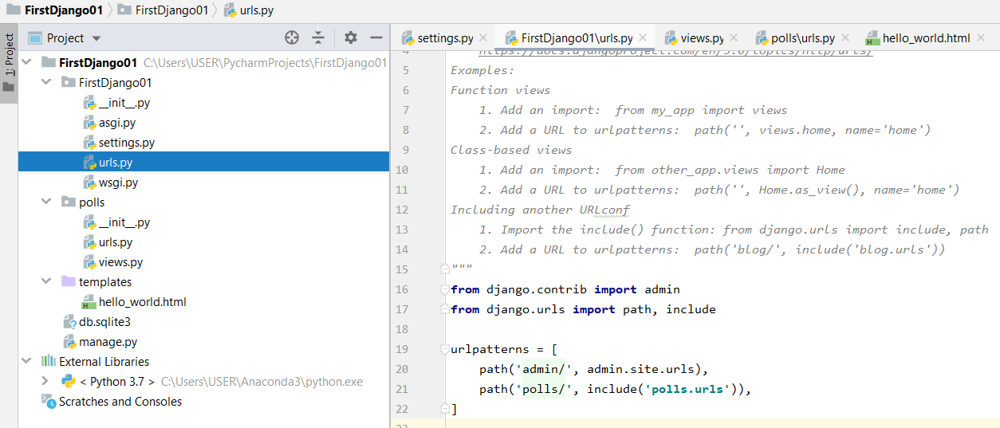 FirstDjango01 FirstDjango01 urls.py
1: Project
Project
FirstDjango01 C:\Users\USER\PycharmProjects\FirstDjango01
FirstDjango01
__init__.py
asgi.py
settings.py
urls.py
wsgi.py
polls
__init__.py
urls.py
views.py
templates
hello_world.html
db.sqlite3
manage.py
External Libraries
< Python 3.7 > C:\Users\USER\Anaconda3\python.exe
Scratches and Consoles
settings.py FirstDjango01\urls.py views.py polls\urls.py hello_world.html
4 https://docs.djangoproject.com/en/3.0/topics/http/urls/
5 Examples:
6 Function views
7 1. Add an import:  from my_app import views
8 2. Add a URL to urlpatterns:  path('', views.home, name='home')
9 Class-based views
10 1. Add an import:  from other_app.views import Home
11 2. Add a URL to urlpatterns:  path('', Home.as_view(), name='home')
12 Including another URLconf
13 1. Import the include() function: from django.urls import include, path
14 2. Add a URL to urlpatterns:  path('blog/', include('blog.urls'))
15 """
16 from django.contrib import admin
17 from django.urls import path, include
18
19 urlpatterns = [
20 path('admin/', admin.site.urls),
21 path('polls/', include('polls.urls')),
22 ]
23